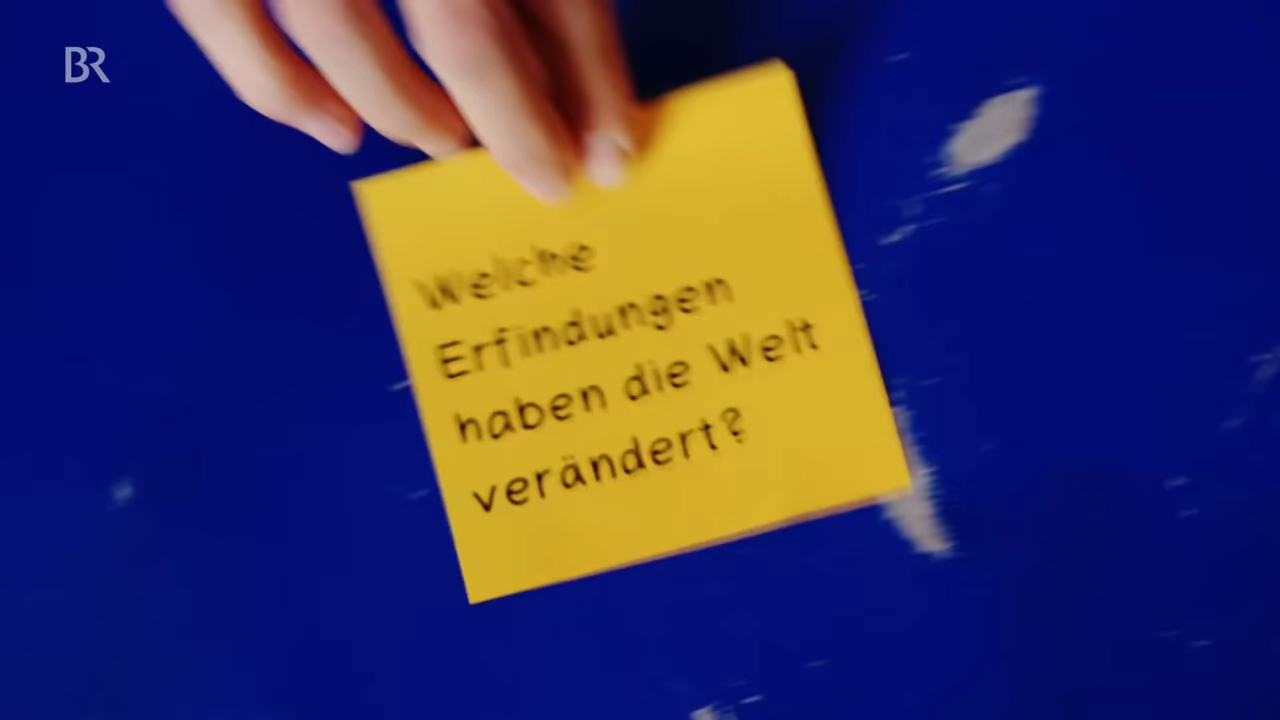 BR
Welche
Erfindungen
haben die Welt
verändert?